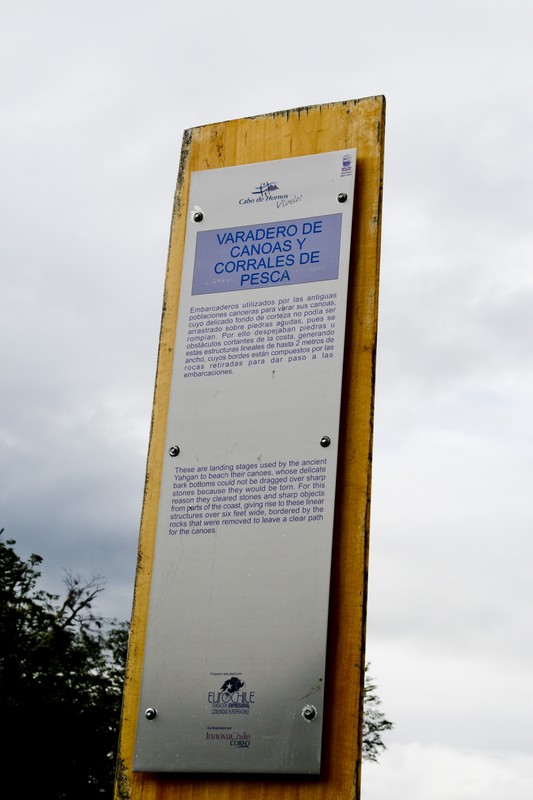 Cabo de Hornos
Vívelo!
VARADERO DE
CANOAS Y
CORRALES DE
PESCA
Embarcaderos utilizados por las antiguas
poblaciones canoeras para varar sus canoas,
cuyo delicado fondo de corteza no podía ser
arrastrado sobre piedras agudas, pues se
rompían. Por ello despejaban piedras u
obstáculos cortantes de la costa, generando
estas estructuras lineales de hasta 2 metros de
ancho, cuyos bordes están compuestos por las
rocas retiradas para dar paso a las
embarcaciones.
These are landing stages used by the ancient
Yahgan to beach their canoes, whose delicate
bark bottoms could not be dragged over sharp
stones because they would be torn. For this
reason they cleared stones and sharp objects
from parts of the coast, giving rise to these linear
structures over six feet wide, bordered by the
rocks that were removed to leave a clear path
for the canoes.
EUROCHILE
FUNDACIÓN EMPRESARIAL
COMUNIDAD EUROPEA-CHILE
InnovaChile
CORFO